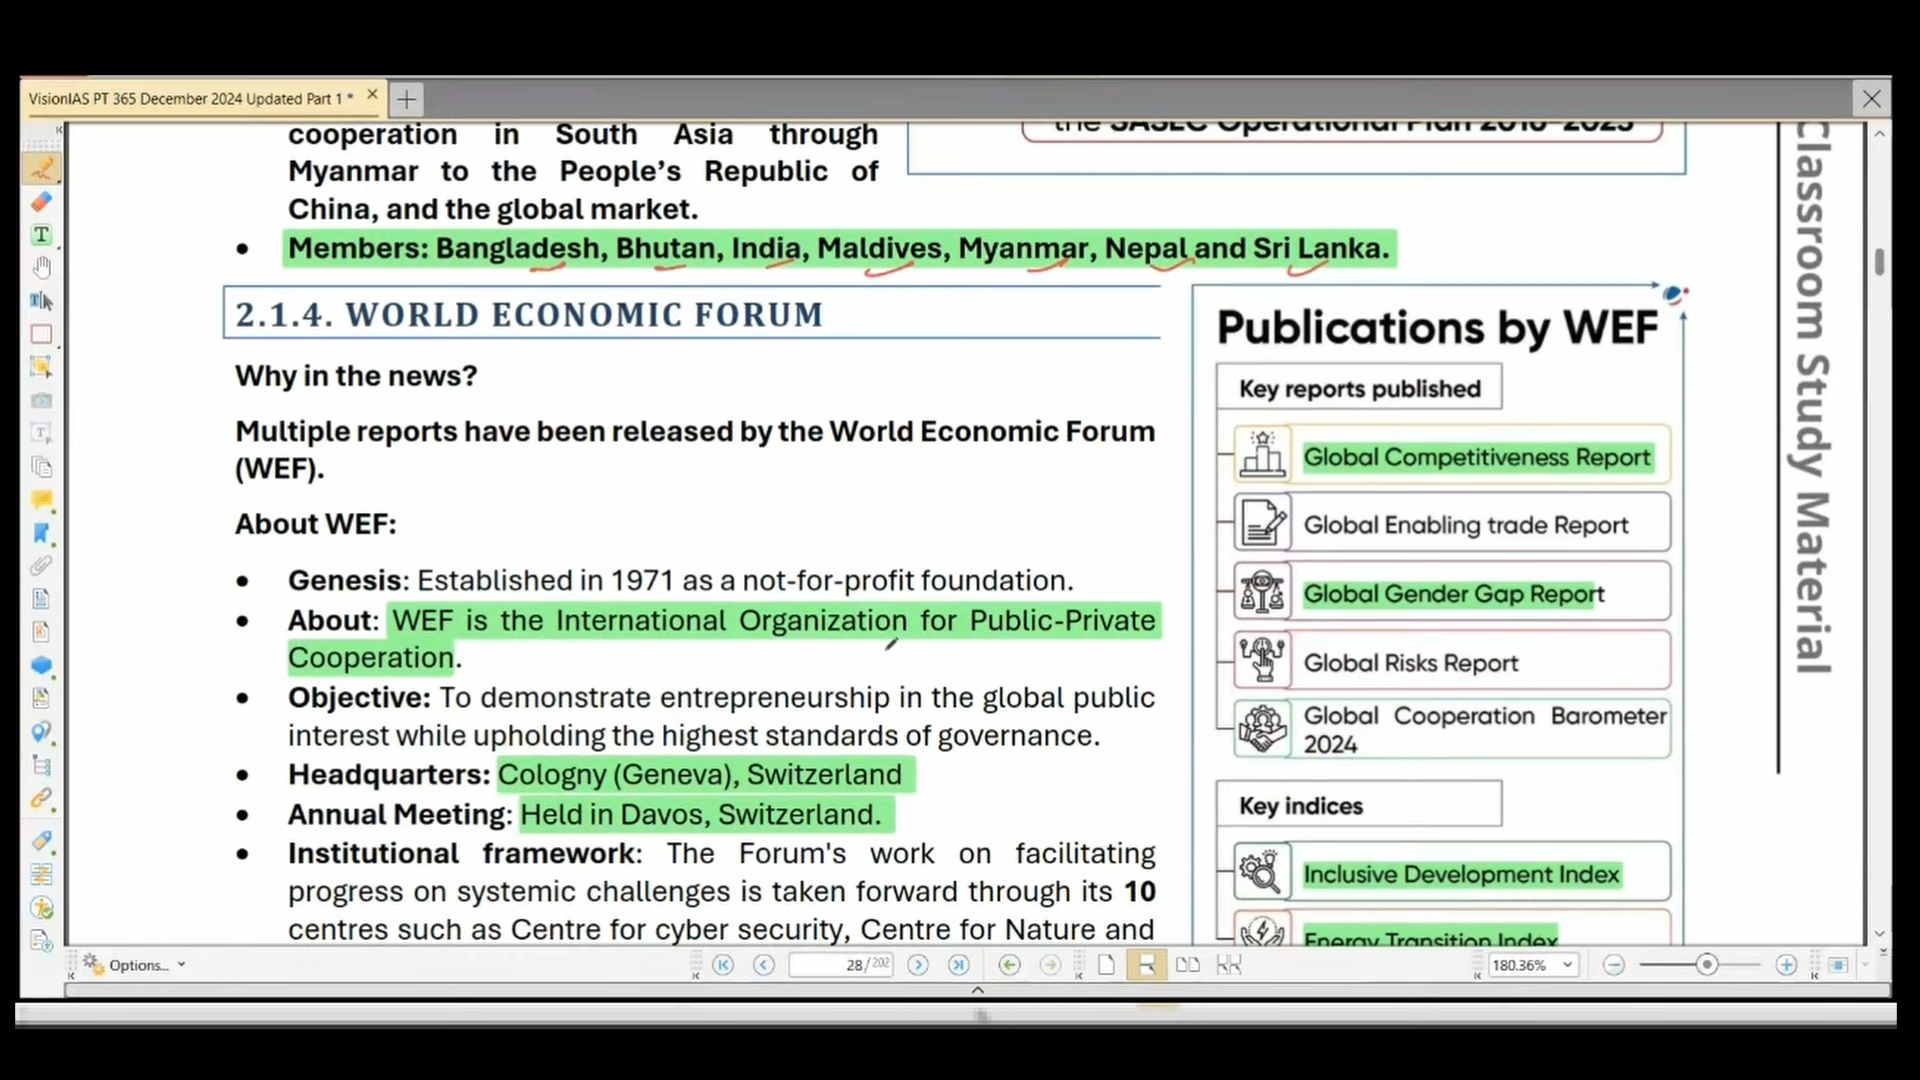 VisionIAS PT 365 December 2024 Updated Part 1 *
cooperation in South Asia through
Myanmar to the People’s Republic of
China, and the global market.
• Members: Bangladesh, Bhutan, India, Maldives, Myanmar, Nepal and Sri Lanka.
the SASEC Operational Plan 2016-2025
2.1.4. WORLD ECONOMIC FORUM
Why in the news?
Multiple reports have been released by the World Economic Forum
(WEF).
About WEF:
• Genesis: Established in 1971 as a not-for-profit foundation.
• About: WEF is the International Organization for Public-Private
Cooperation.
• Objective: To demonstrate entrepreneurship in the global public
interest while upholding the highest standards of governance.
• Headquarters: Cologny (Geneva), Switzerland
• Annual Meeting: Held in Davos, Switzerland.
• Institutional framework: The Forum's work on facilitating
progress on systemic challenges is taken forward through its 10
centres such as Centre for cyber security, Centre for Nature and
Publications by WEF
Key reports published
Global Competitiveness Report
Global Enabling trade Report
Global Gender Gap Report
Global Risks Report
Global Cooperation Barometer
2024
Key indices
Inclusive Development Index
Energy Transition Index
Classroom Study Material
Options...
28 / 202
180.36%